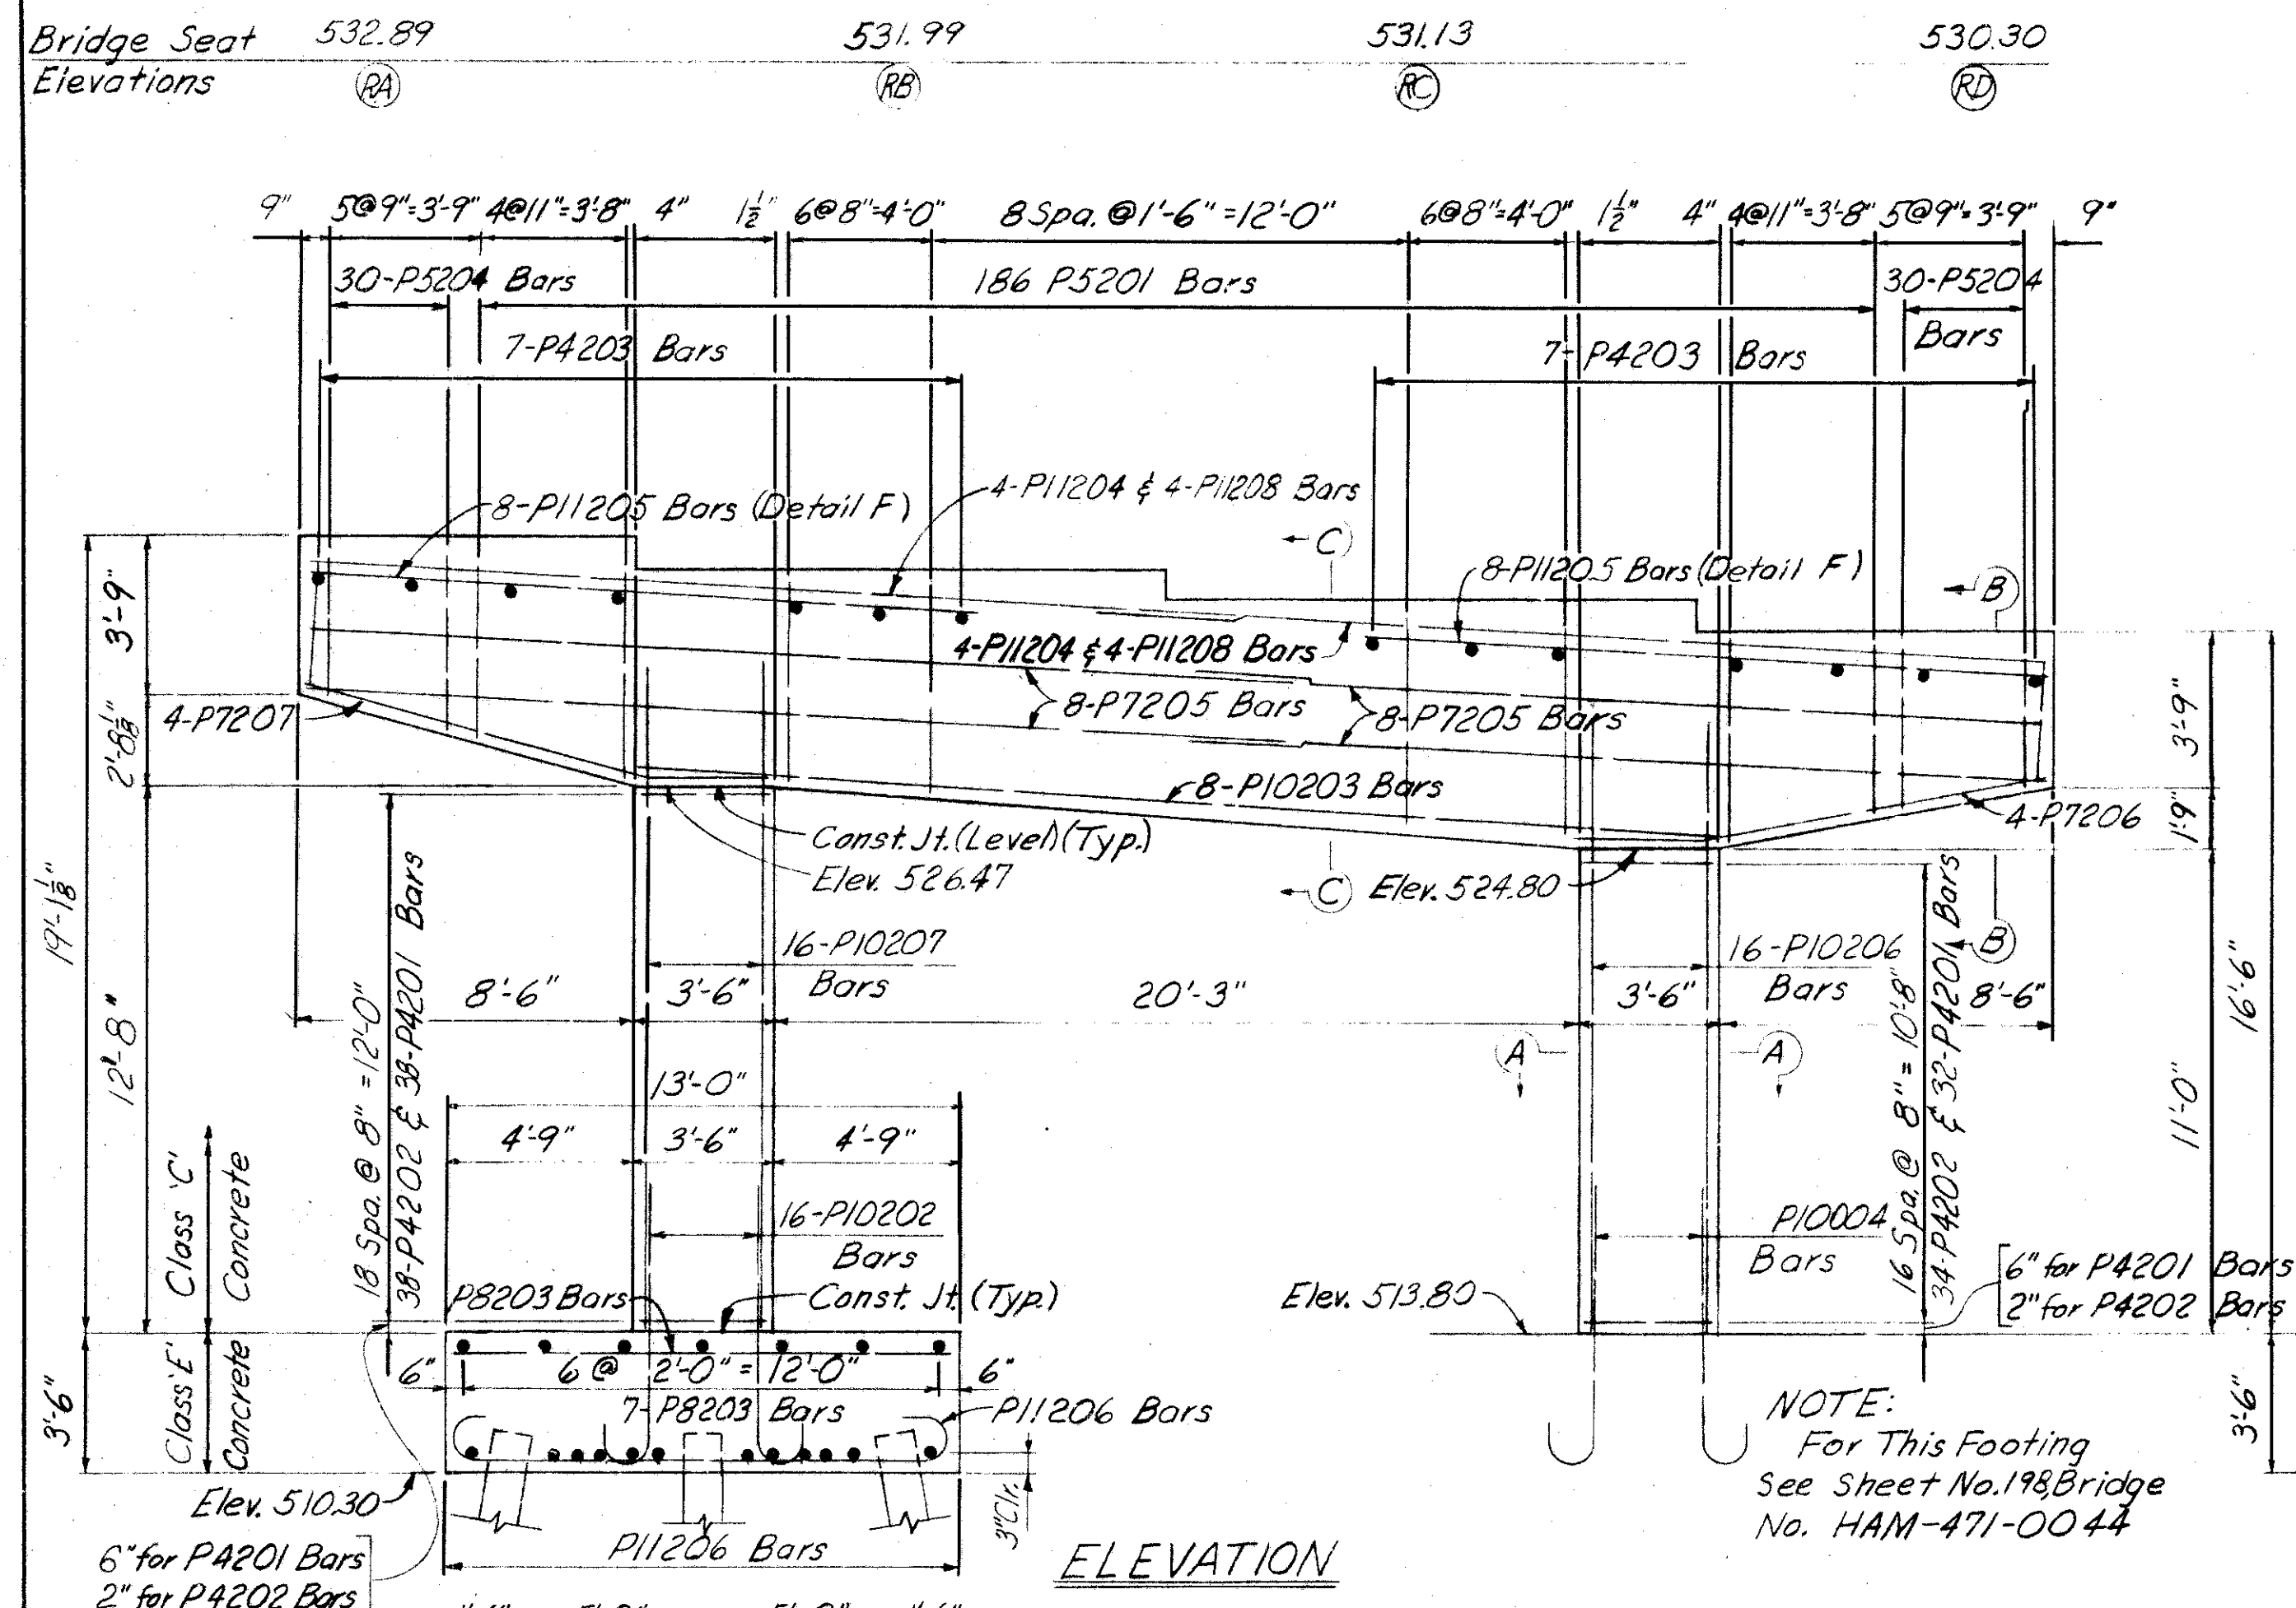 Bridge Seat 532.89 531.99 531.13 530.30
Elevations RA RB RC RD
9" 5@9"=3'-9" 4@11"=3'-8" 4" 1½" 6@8"=4'-0" 8 Spa. @1'-6"=12'-0" 6@8"=4'-0" 1½" 4" 4@11"=3'-8" 5@9"=3'-9" 9"
30-P5204 Bars 186 P5201 Bars 30-P5204
Bars
7-P4203 Bars 7-P4203 Bars
8-P11205 Bars (Detail F) 4-P11204 & 4-P11208 Bars
C
8-P11205 Bars (Detail F)
B
3'-9"
4-P11204 & 4-P11208 Bars
4-P7207
8-P7205 Bars
8-P7205 Bars
3'-9"
2'-8⅛"
8-P10203 Bars
4-P7206
1'9"
Const. Jt. (Level) (Typ.)
Elev. 526.47
C Elev. 524.80
19'-1⅛"
12'-8"
18 Spa. @ 8" = 12'-0"
38-P4202 & 38-P4201 Bars
16-P10207
Bars
16-P10206
Bars
B
8'-6" 3'-6" 20'-3" 3'-6" 8'-6"
16 Spa. @ 8" = 10'-8"
34-P4202 & 32-P4201 Bars
16'-6"
11'-0"
A A
13'-0"
4'-9" 3'-6" 4'-9"
Class 'C'
Concrete
16-P10202
Bars
P10004
Bars
P8203 Bars Const. Jt. (Typ.)
Elev. 513.80
6" for P4201 Bars
2" for P4202 Bars
3'-6"
Class 'E'
Concrete
6" 6 @ 2'-0" = 12'-0" 6"
7-P8203 Bars P11206 Bars
3'-6"
3" Clr.
Elev. 510.30
P11206 Bars
6" for P4201 Bars
2" for P4202 Bars
NOTE:
For This Footing
See Sheet No. 198, Bridge
No. HAM-471-0044
ELEVATION